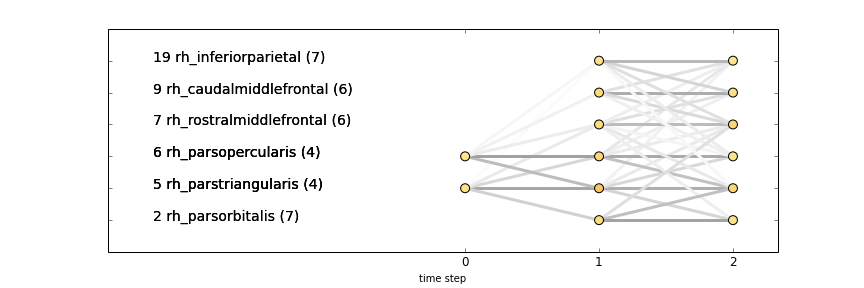 19 rh_inferiorparietal (7)
9 rh_caudalmiddlefrontal (6)
7 rh_rostralmiddlefrontal (6)
6 rh_parsopercularis (4)
5 rh_parstriangularis (4)
2 rh_parsorbitalis (7)
0 1 2
time step